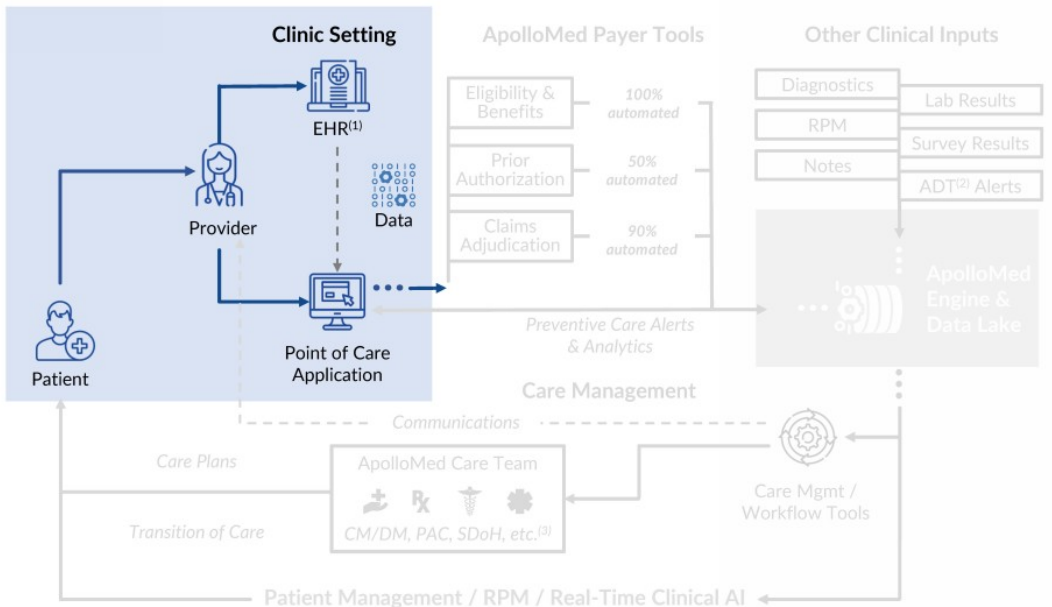 Clinic Setting
EHR(1)
Data
Provider
Point of Care
Application
Patient
ApolloMed Payer Tools
Eligibility &
Benefits
100%
automated
Prior
Authorization
50%
automated
Claims
Adjudication
90%
automated
Preventive Care Alerts
& Analytics
Other Clinical Inputs
Diagnostics
Lab Results
RPM
Survey Results
Notes
ADT(2) Alerts
ApolloMed
Engine &
Data Lake
Care Management
Communications
Care Plans
Transition of Care
ApolloMed Care Team
CM/DM, PAC, SDoH, etc.(3)
Care Mgmt /
Workflow Tools
Patient Management / RPM / Real-Time Clinical AI